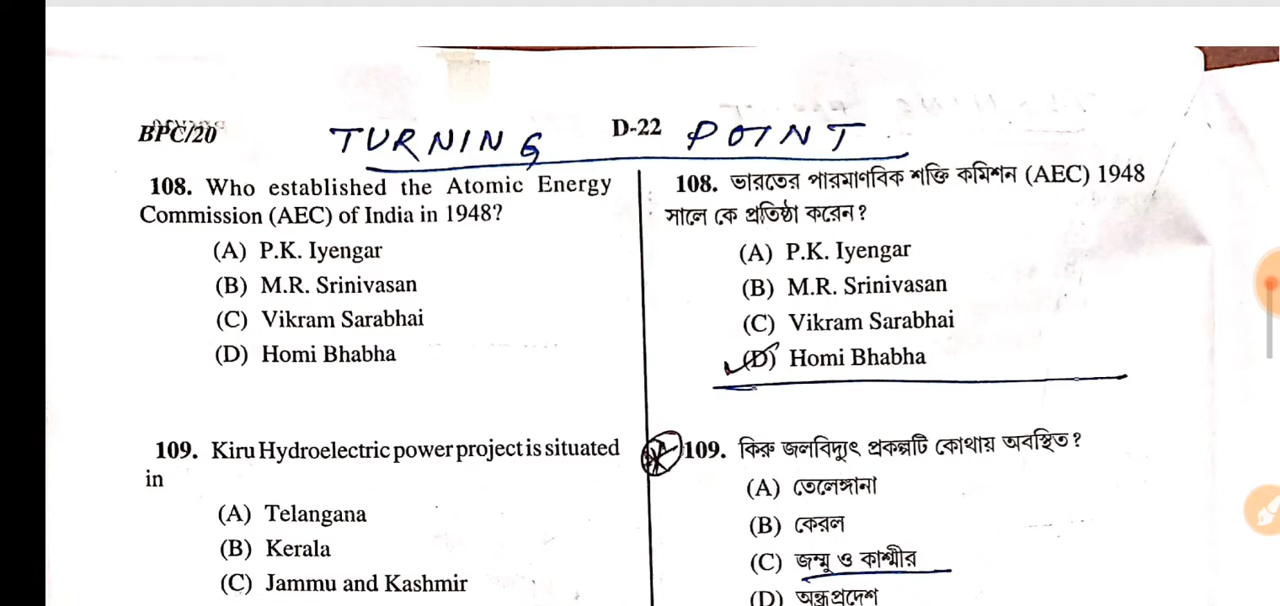 BPC/20
TURNING
D-22
POINT
108. Who established the Atomic Energy
Commission (AEC) of India in 1948?
(A) P.K. Iyengar
(B) M.R. Srinivasan
(C) Vikram Sarabhai
(D) Homi Bhabha
109. Kiru Hydroelectric power project is situated
in
(A) Telangana
(B) Kerala
(C) Jammu and Kashmir
108. ভারতের পারমাণবিক শক্তি কমিশন (AEC) 1948
সালে কে প্রতিষ্ঠা করেন?
(A) P.K. Iyengar
(B) M.R. Srinivasan
(C) Vikram Sarabhai
(D) Homi Bhabha
109. কিরু জলবিদ্যুৎ প্রকল্পটি কোথায় অবস্থিত?
(A) তেলেঙ্গানা
(B) কেরল
(C) জম্মু ও কাশ্মীর
(D) অন্ধ্রপ্রদেশ